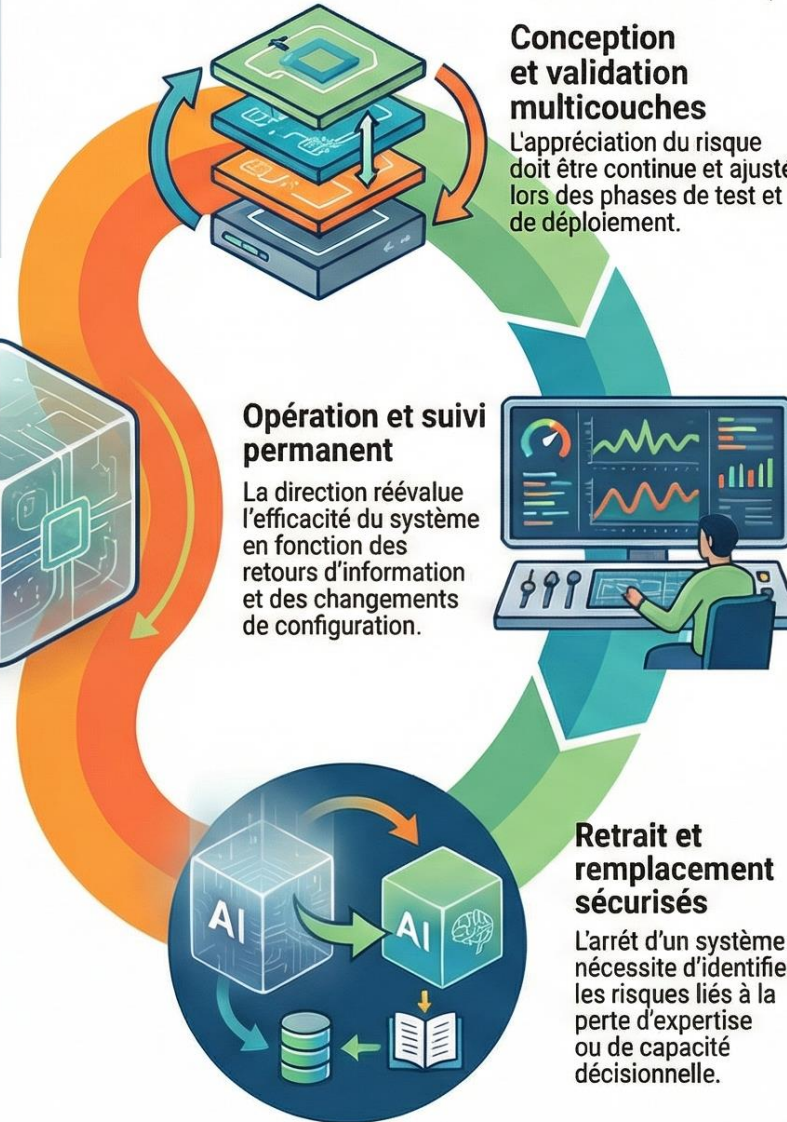 Conception
et validation
multicouches
L'appréciation du risque
doit être continue et ajusté
lors des phases de test et
de déploiement.
Opération et suivi
permanent
La direction réévalue
l'efficacité du système
en fonction des
retours d'information
et des changements
de configuration.
AI
AI
Retrait et
remplacement
sécurisés
L'arrêt d'un système
nécessite d'identifie
les risques liés à la
perte d'expertise
ou de capacité
décisionnelle.